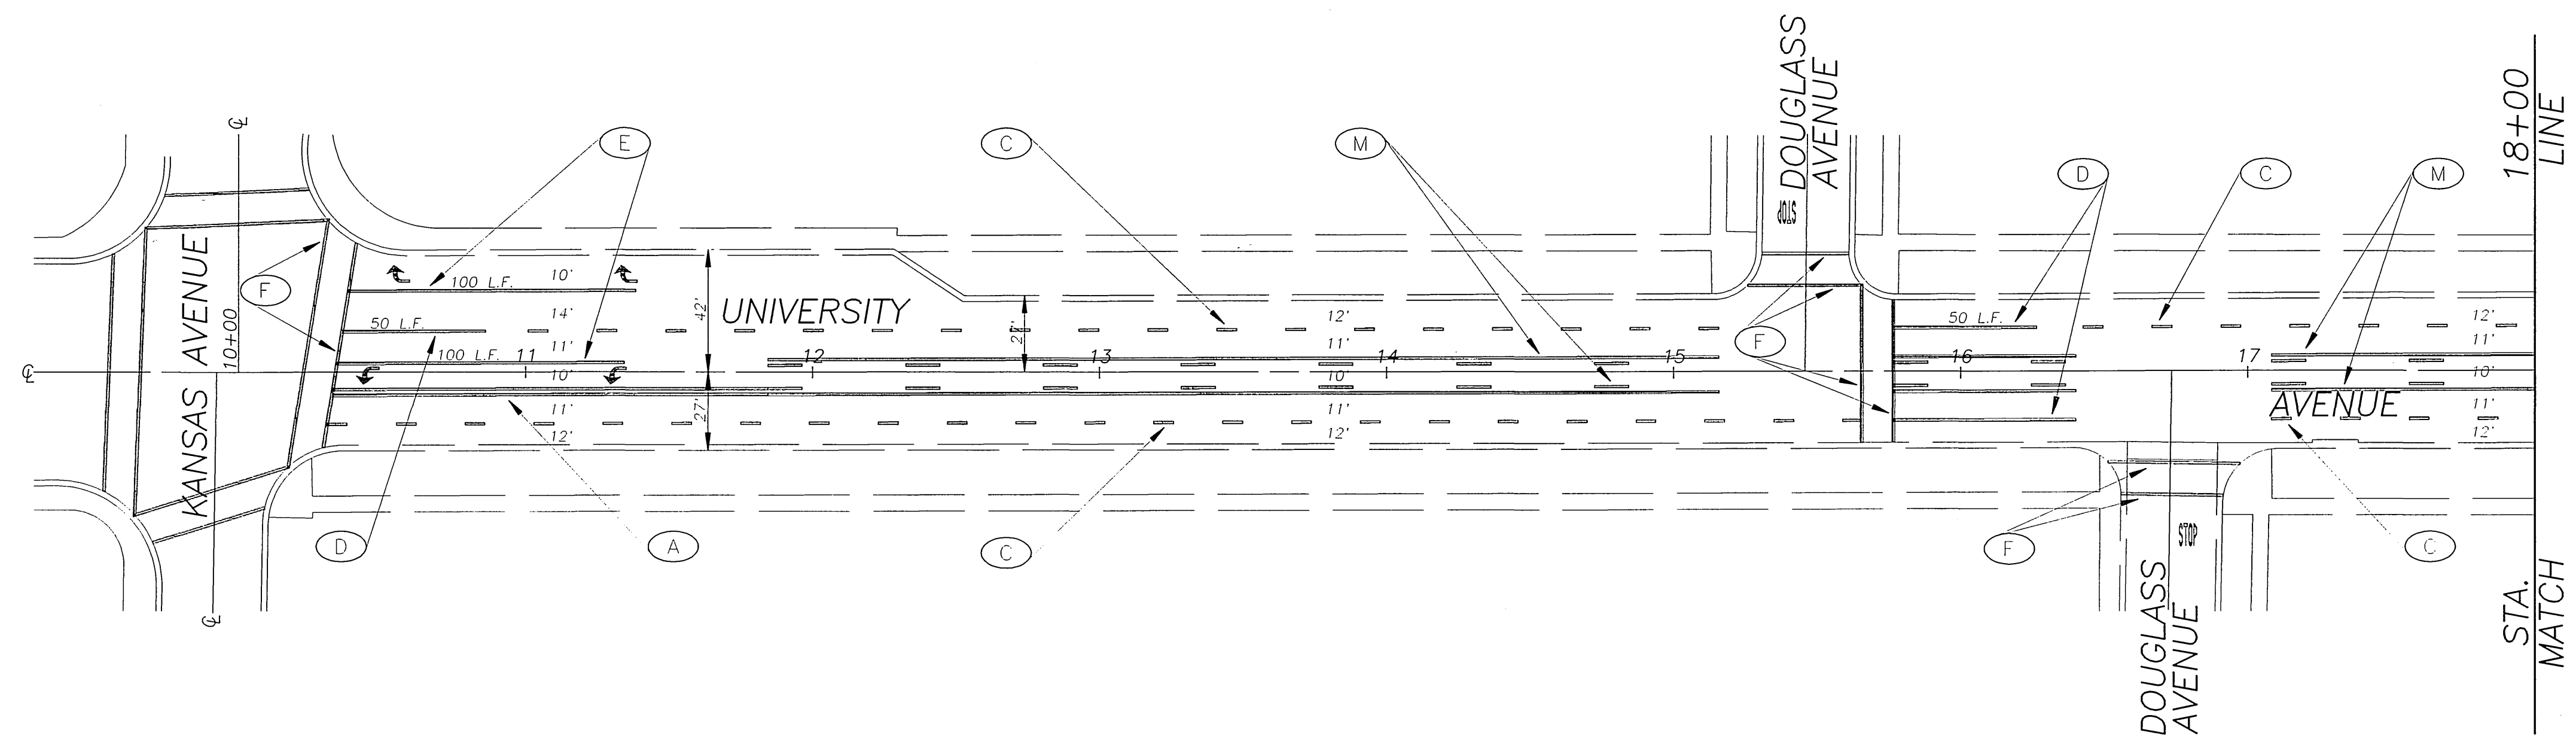 DOUGLASS
AVENUE
18+00
LINE
℄
E
C
M
D
C
M
STOP
KANSAS AVENUE
10+00
F
10'
100 L.F.
14'
50 L.F.
11'
100 L.F.
11
10'
11'
12'
42'
27'
UNIVERSITY
12
13
14
15
16
17
12'
11'
10'
11'
12'
F
50 L.F.
12'
11'
10'
AVENUE
11'
12'
℄
℄
D
A
C
F
STOP
C
DOUGLASS
AVENUE
STA.
MATCH